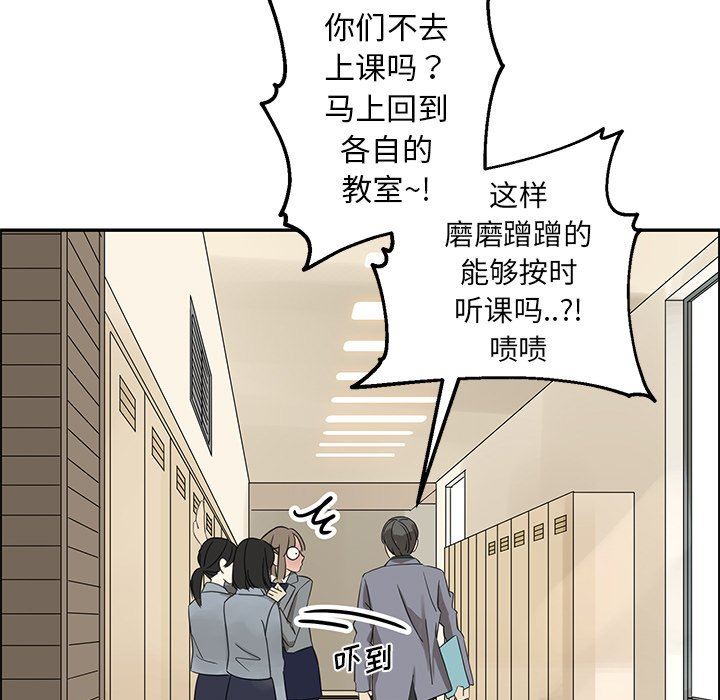 你们不去
上课吗？
马上回到
各自的
教室~!
这样
磨磨蹭蹭的
能够按时
听课吗..?!
啧啧
吓到